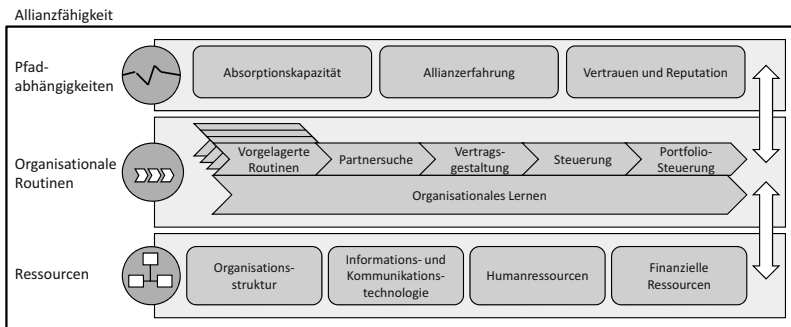 Allianzfähigkeit
Pfad-
abhängigkeiten
Absorptionskapazität
Allianzerfahrung
Vertrauen und Reputation
Organisationale
Routinen
Vorgelagerte
Routinen
Partnersuche
Vertrags-
gestaltung
Steuerung
Portfolio-
Steuerung
Organisationales Lernen
Ressourcen
Organisations-
struktur
Informations- und
Kommunikations-
technologie
Humanressourcen
Finanzielle
Ressourcen